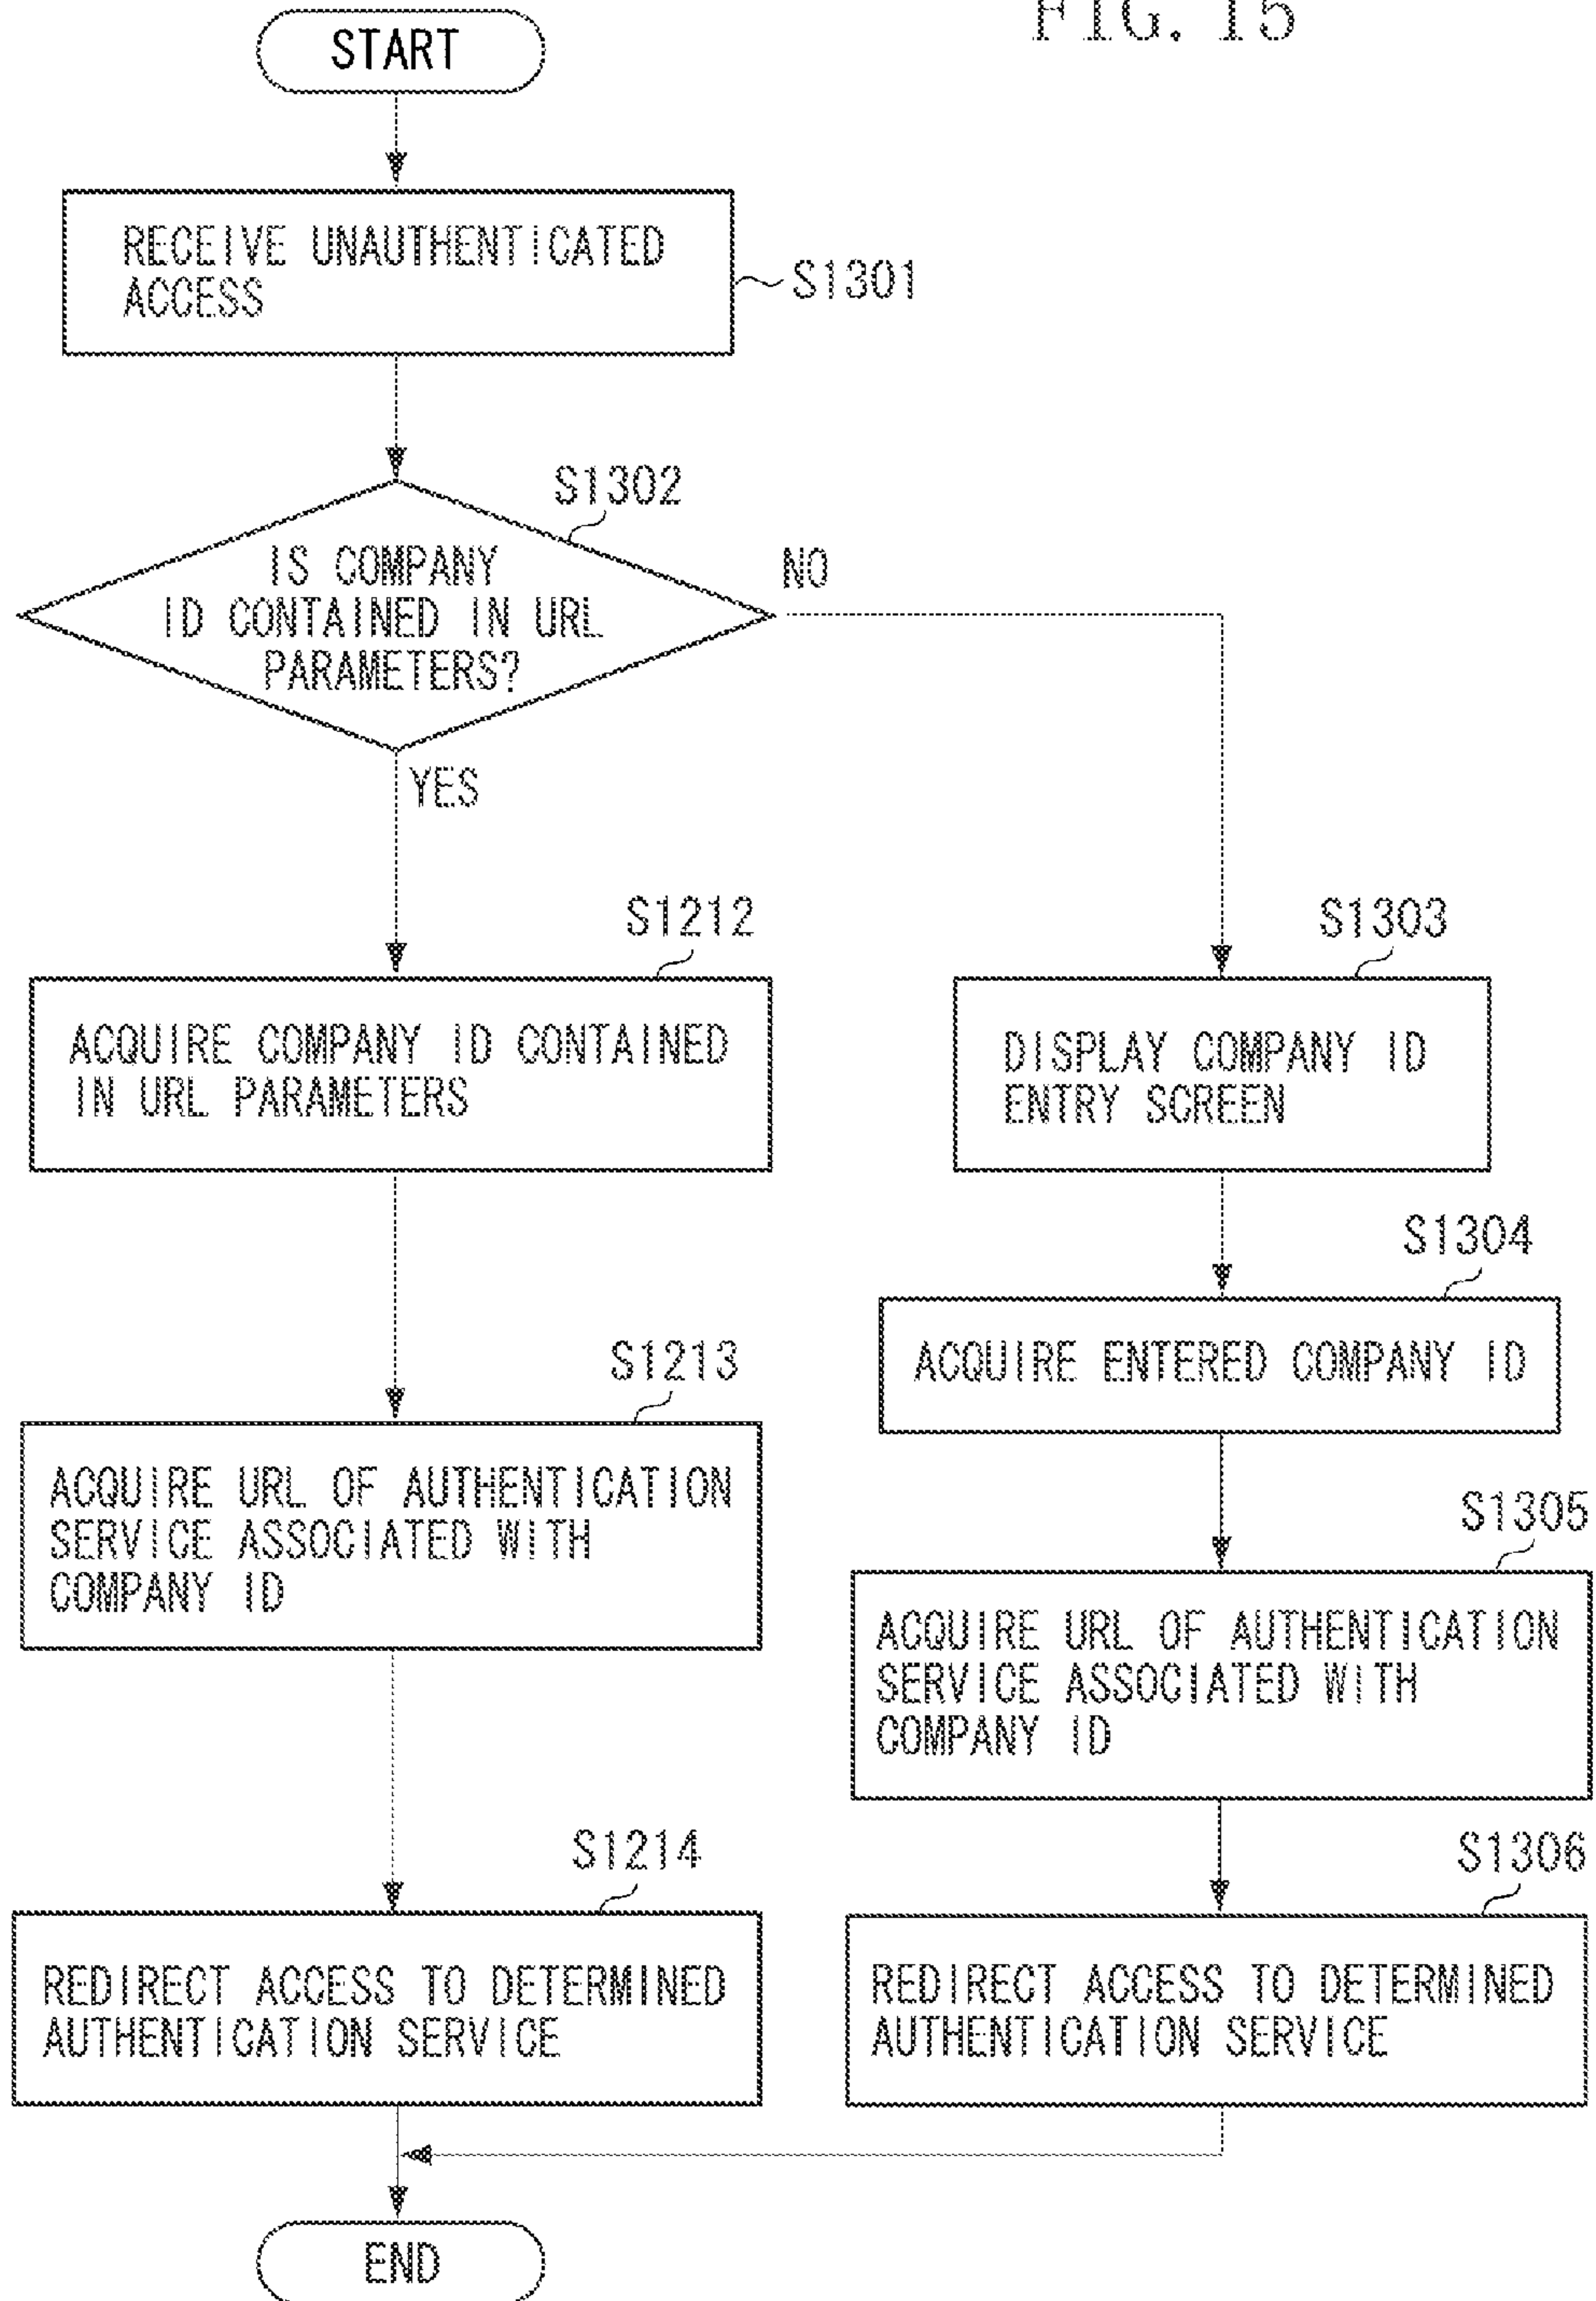 FIG. 15
START
RECEIVE UNAUTHENTICATED
ACCESS
S1301
S1302
IS COMPANY
ID CONTAINED IN URL
PARAMETERS?
NO
YES
S1212
ACQUIRE COMPANY ID CONTAINED
IN URL PARAMETERS
S1303
DISPLAY COMPANY ID
ENTRY SCREEN
S1304
ACQUIRE ENTERED COMPANY ID
S1213
ACQUIRE URL OF AUTHENTICATION
SERVICE ASSOCIATED WITH
COMPANY ID
S1305
ACQUIRE URL OF AUTHENTICATION
SERVICE ASSOCIATED WITH
COMPANY ID
S1214
REDIRECT ACCESS TO DETERMINED
AUTHENTICATION SERVICE
S1306
REDIRECT ACCESS TO DETERMINED
AUTHENTICATION SERVICE
END